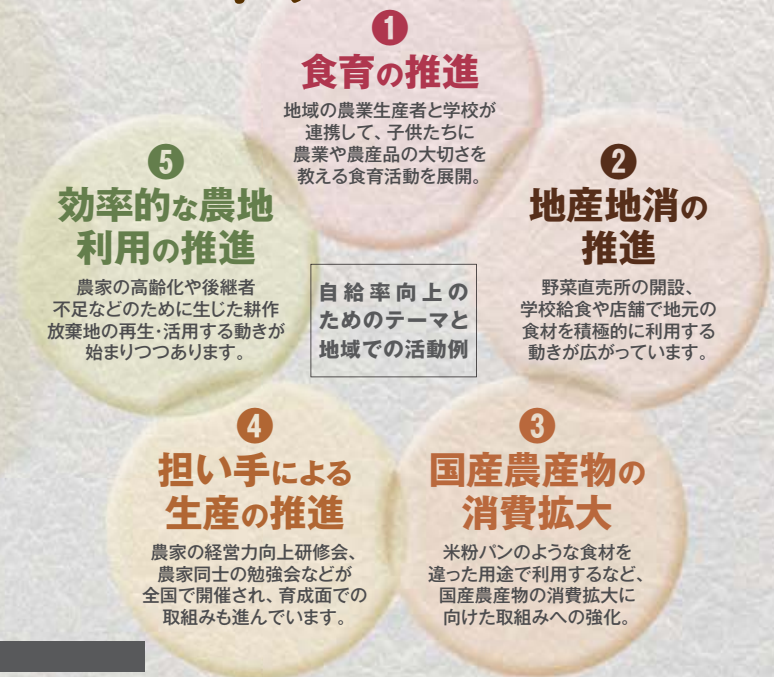 ❶
食育の推進
地域の農業生産者と学校が
連携して、子供たちに
農業や農産品の大切さを
教える食育活動を展開。
❷
地産地消の
推進
野菜直売所の開設、
学校給食や店舗で地元の
食材を積極的に利用する
動きが広がっています。
❸
国産農産物の
消費拡大
米粉パンのような食材を
違った用途で利用するなど、
国産農産物の消費拡大に
向けた取組みへの強化。
❹
担い手による
生産の推進
農家の経営力向上研修会、
農家同士の勉強会などが
全国で開催され、育成面での
取組みも進んでいます。
❺
効率的な農地
利用の推進
農家の高齢化や後継者
不足などのために生じた耕作
放棄地の再生・活用する動きが
始まりつつあります。
自給率向上の
ためのテーマと
地域での活動例